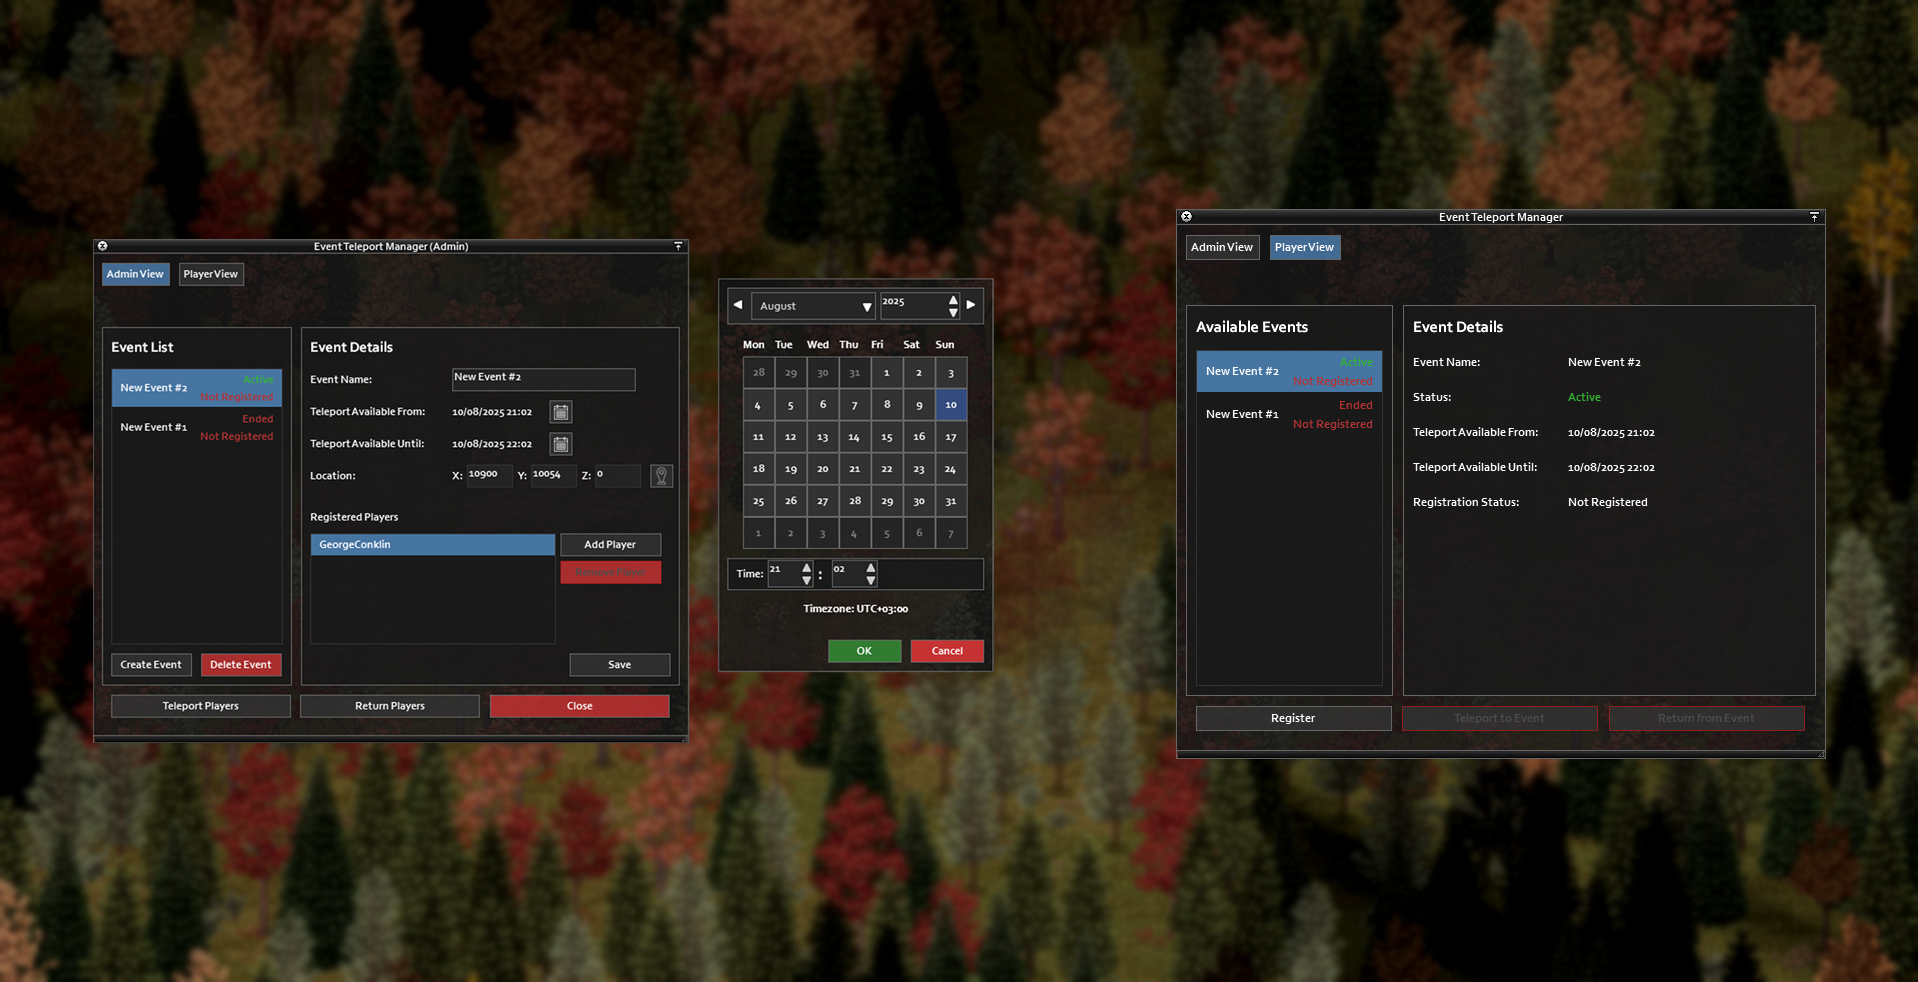 Event Teleport Manager (Admin)
Admin View
Player View
Event List
New Event #2
Active
Not Registered
New Event #1
Ended
Not Registered
Create Event
Delete Event
Event Details
Event Name:
New Event #2
Teleport Available From:
10/08/2025 21:02
Teleport Available Until:
10/08/2025 22:02
Location:
X: 10900 Y: 10054 Z: 0
Registered Players
GeorgeConklin
Add Player
Remove Player
Save
Teleport Players
Return Players
Close
August
2025
Mon Tue Wed Thu Fri Sat Sun
28 29 30 31 1 2 3
4 5 6 7 8 9 10
11 12 13 14 15 16 17
18 19 20 21 22 23 24
25 26 27 28 29 30 31
1 2 3 4 5 6 7
Time: 21 : 02
Timezone: UTC+03:00
OK
Cancel
Event Teleport Manager
Admin View
Player View
Available Events
New Event #2
Active
Not Registered
New Event #1
Ended
Not Registered
Event Details
Event Name: New Event #2
Status: Active
Teleport Available From: 10/08/2025 21:02
Teleport Available Until: 10/08/2025 22:02
Registration Status: Not Registered
Register
Teleport to Event
Return from Event